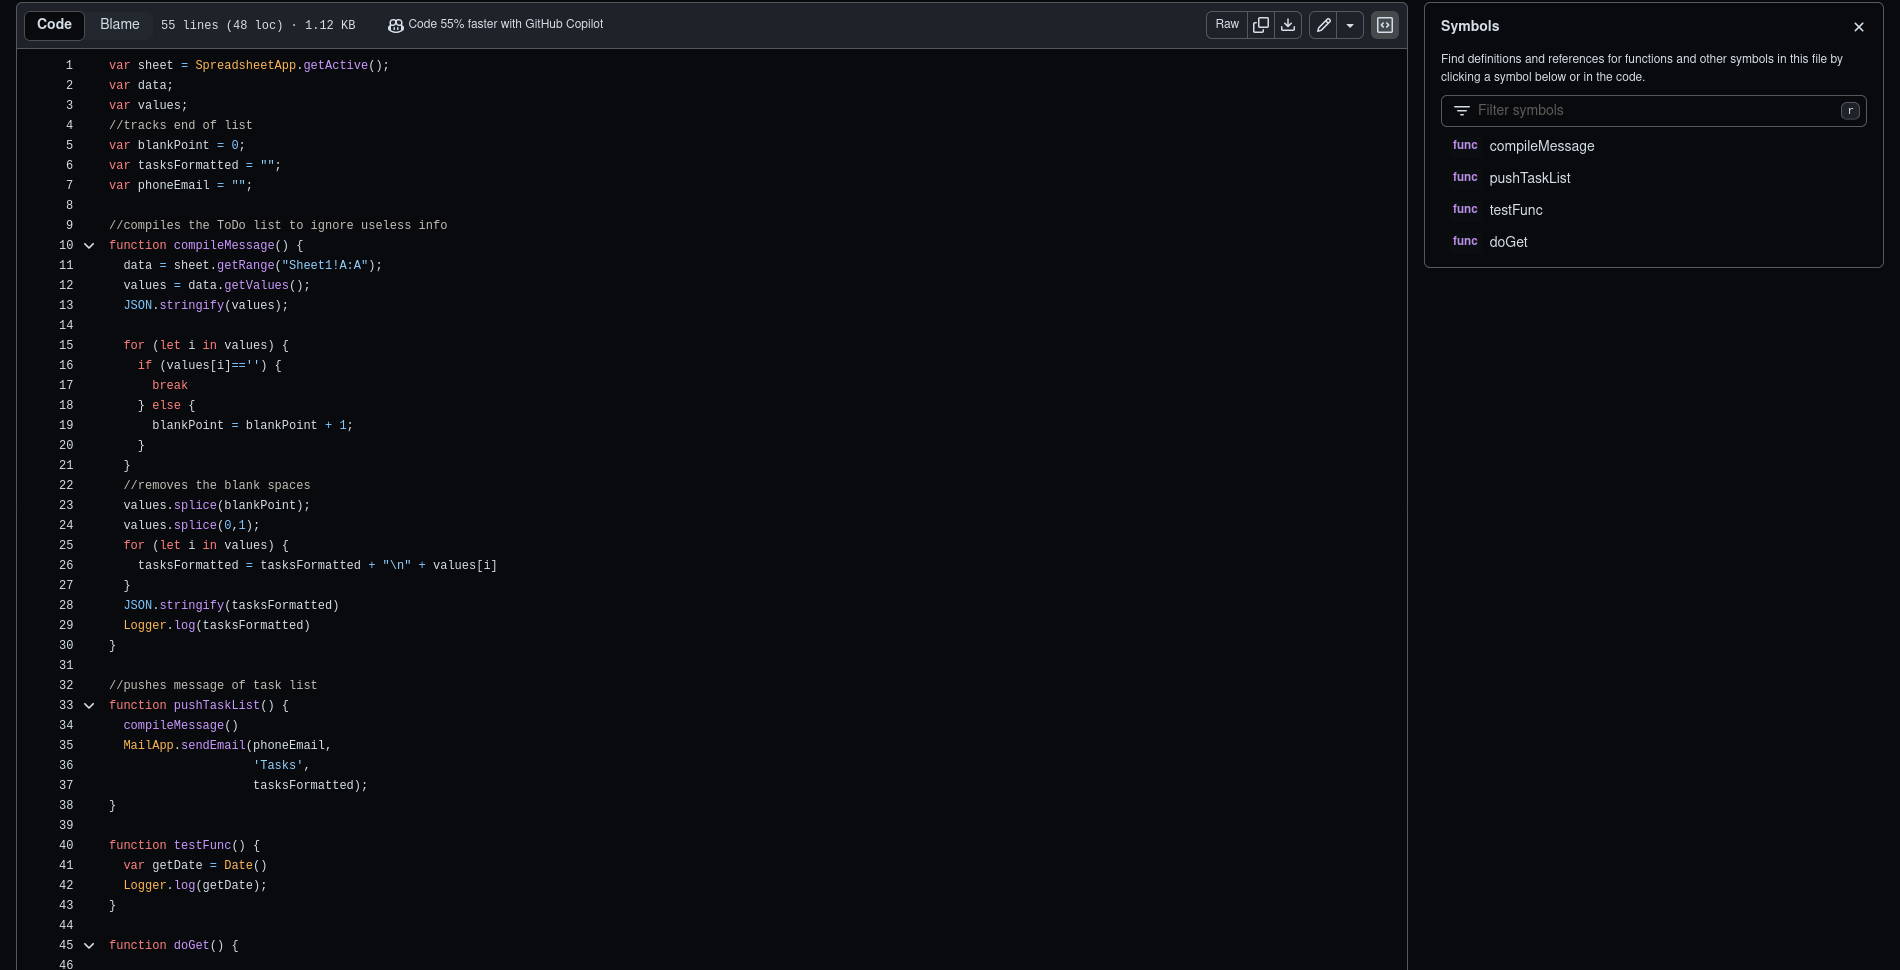 Code Blame 55 lines (48 loc) · 1.12 KB Code 55% faster with GitHub Copilot Raw
1 var sheet = SpreadsheetApp.getActive();
2 var data;
3 var values;
4 //tracks end of list
5 var blankPoint = 0;
6 var tasksFormatted = "";
7 var phoneEmail = "";
8
9 //compiles the ToDo list to ignore useless info
10 function compileMessage() {
11   data = sheet.getRange("Sheet1!A:A");
12   values = data.getValues();
13   JSON.stringify(values);
14
15   for (let i in values) {
16     if (values[i]=='') {
17       break
18     } else {
19       blankPoint = blankPoint + 1;
20     }
21   }
22   //removes the blank spaces
23   values.splice(blankPoint);
24   values.splice(0,1);
25   for (let i in values) {
26     tasksFormatted = tasksFormatted + "\n" + values[i]
27   }
28   JSON.stringify(tasksFormatted)
29   Logger.log(tasksFormatted)
30 }
31
32 //pushes message of task list
33 function pushTaskList() {
34   compileMessage()
35   MailApp.sendEmail(phoneEmail,
36                     'Tasks',
37                     tasksFormatted);
38 }
39
40 function testFunc() {
41   var getDate = Date()
42   Logger.log(getDate);
43 }
44
45 function doGet() {
46
Symbols
Find definitions and references for functions and other symbols in this file by
clicking a symbol below or in the code.
Filter symbols r
func compileMessage
func pushTaskList
func testFunc
func doGet